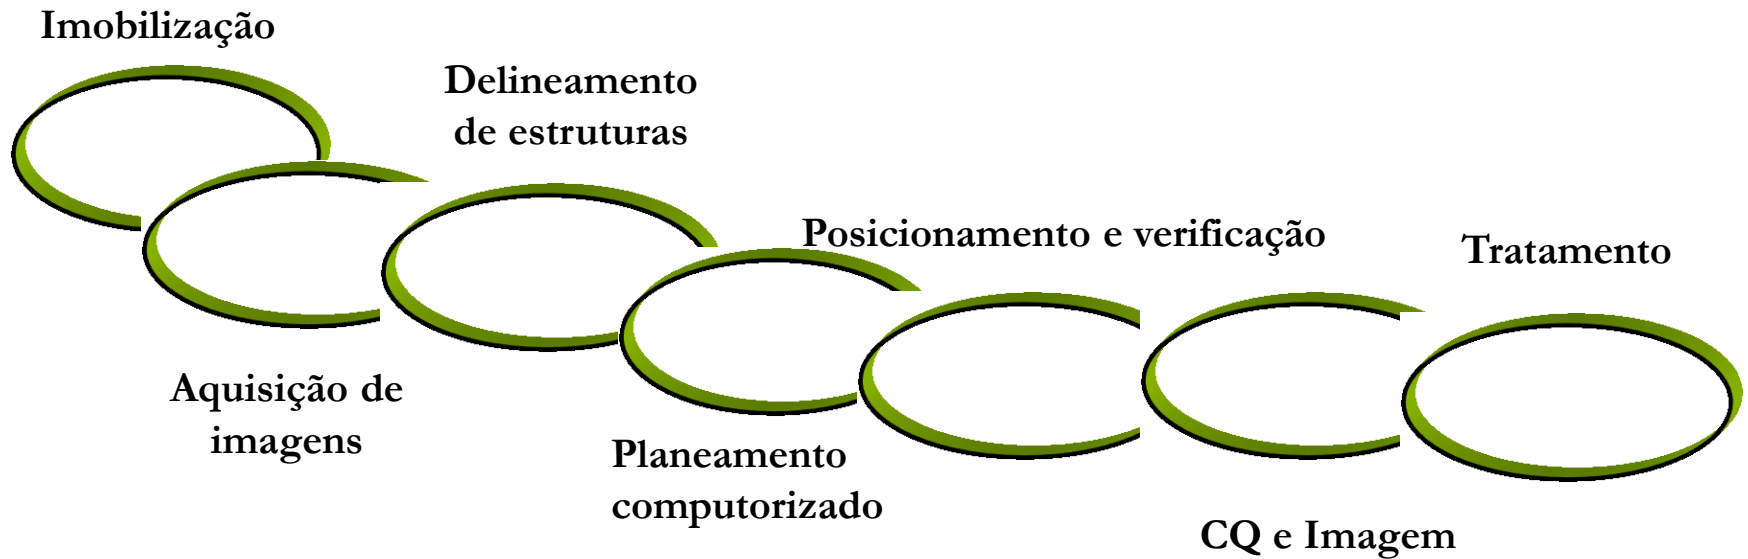 Imobilização
Delineamento
de estruturas
Posicionamento e verificação
Tratamento
Aquisição de
imagens
Planeamento
computorizado
CQ e Imagem